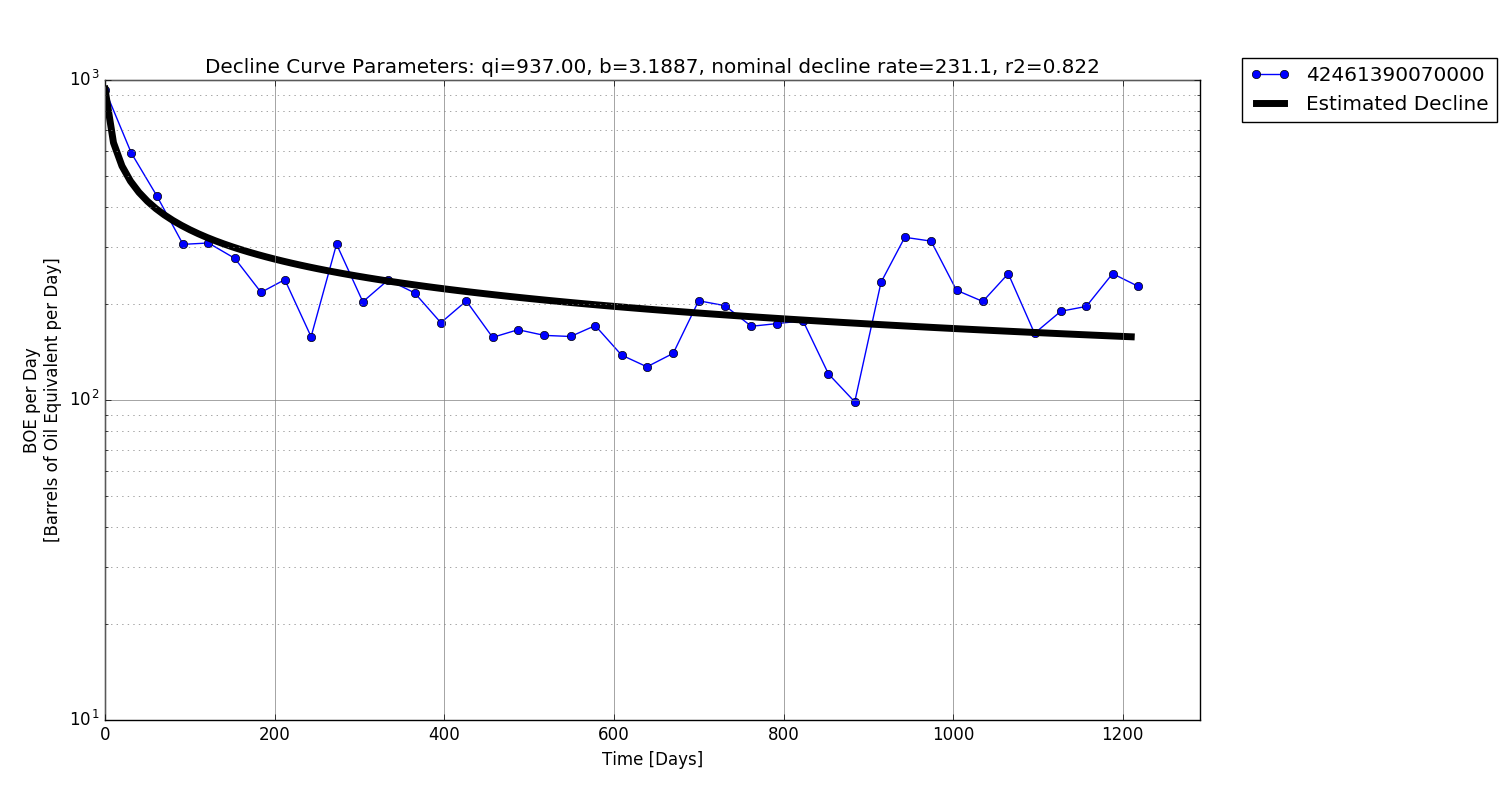 Decline Curve Parameters: qi=937.00, b=3.1887, nominal decline rate=231.1, r2=0.822
42461390070000
Estimated Decline
10³
10²
10¹
BOE per Day
[Barrels of Oil Equivalent per Day]
0 200 400 600 800 1000 1200
Time [Days]